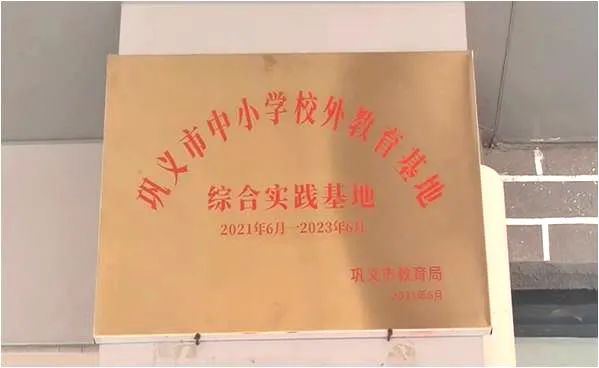 巩义市中小学校外教育基地
综合实践基地
2021年6月—2023年6月
巩义市教育局
2021年6月